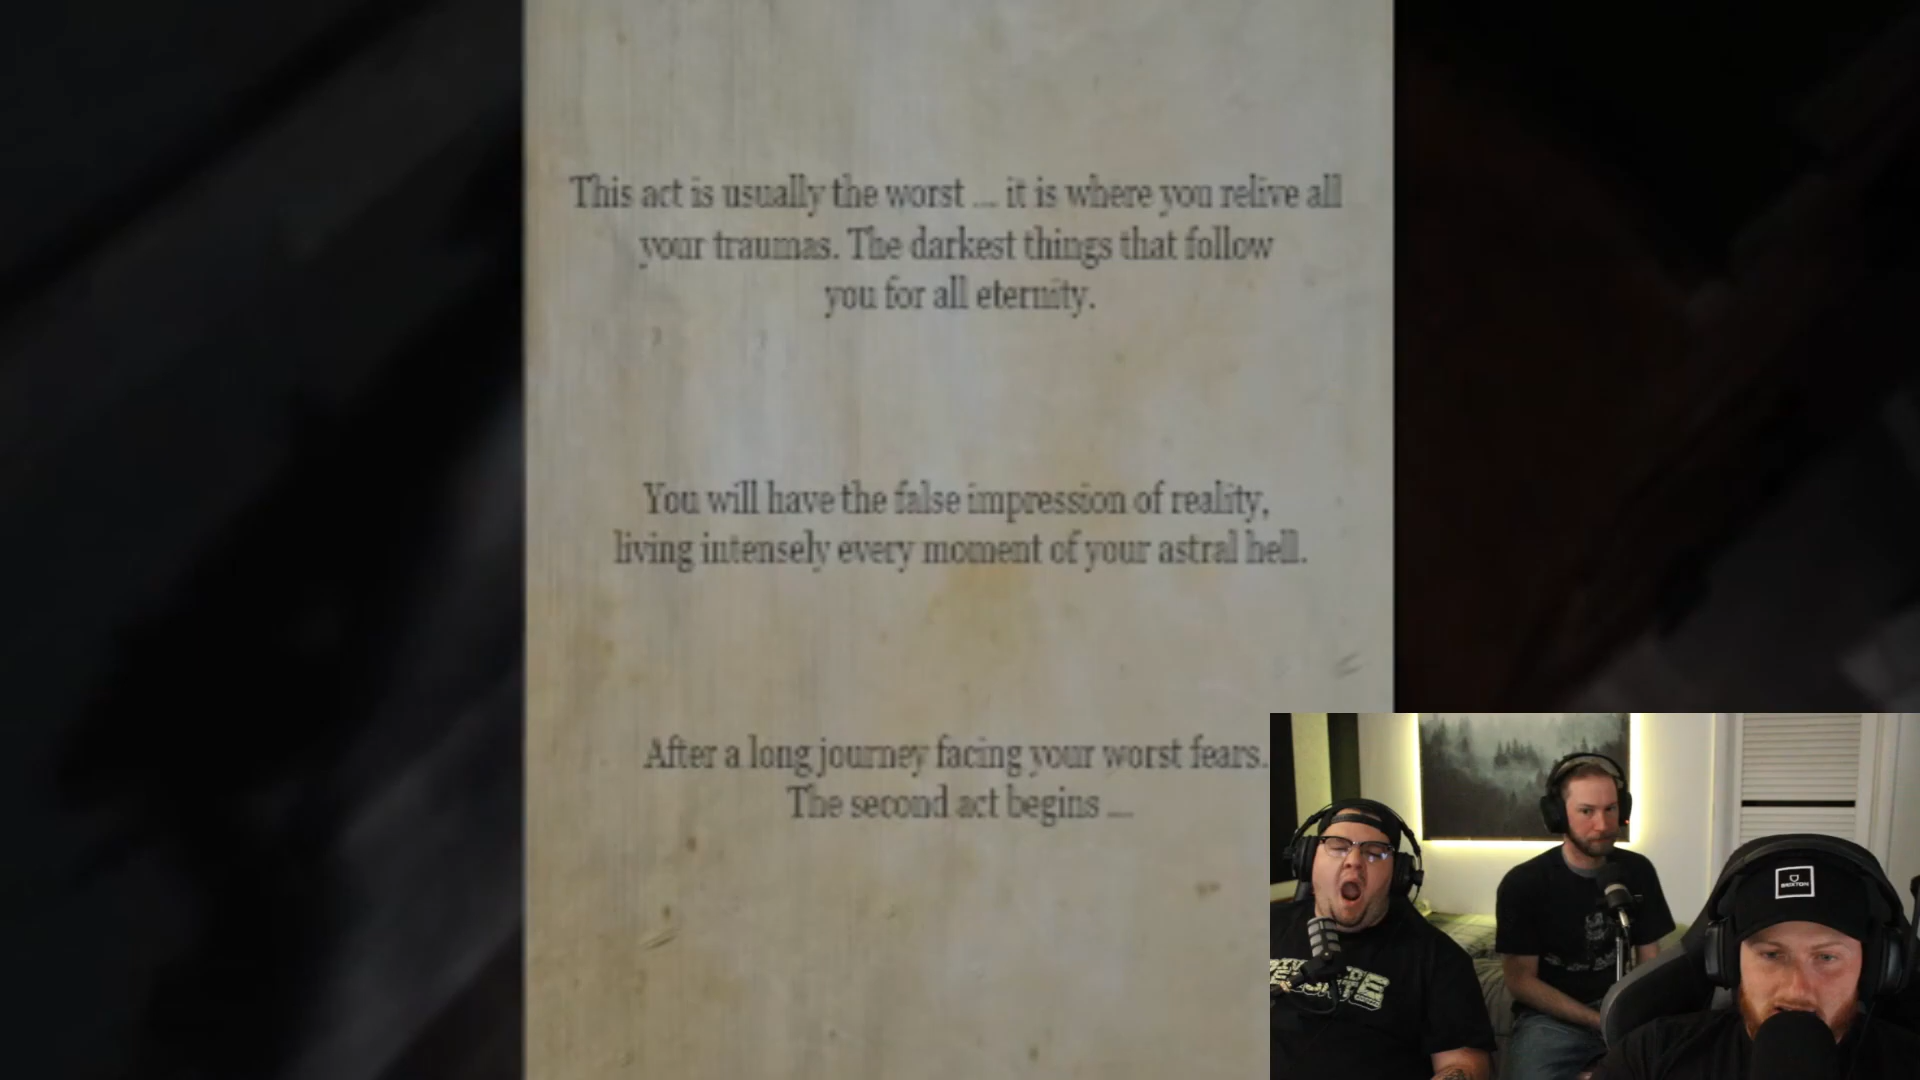 This act is usually the worst ... it is where you relive all
your traumas. The darkest things that follow
you for all eternity.
You will have the false impression of reality,
living intensely every moment of your astral hell.
After a long journey facing your worst fears.
The second act begins ....
BRIXTON